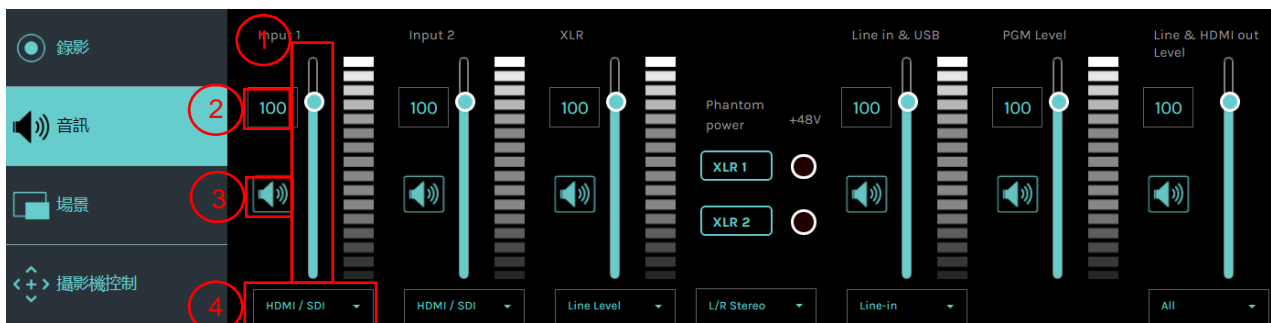 錄影
音訊
場景
攝影機控制
Input 1
1
2
100
3
4
HDMI / SDI
Input 2
100
HDMI / SDI
XLR
100
Line Level
Phantom
power
+48V
XLR 1
XLR 2
L/R Stereo
Line in & USB
100
Line-in
PGM Level
100
Line & HDMI out
Level
100
All